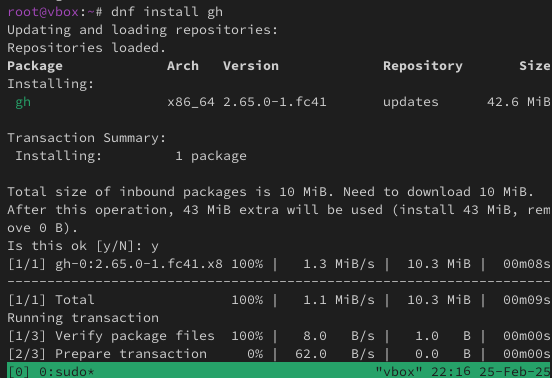 root@vbox:~# dnf install gh
Updating and loading repositories:
Repositories loaded.
Package Arch Version Repository Size
Installing:
gh x86_64 2.65.0-1.fc41 updates 42.6 MiB
Transaction Summary:
Installing: 1 package
Total size of inbound packages is 10 MiB. Need to download 10 MiB.
After this operation, 43 MiB extra will be used (install 43 MiB, rem
ove 0 B).
Is this ok [y/N]: y
[1/1] gh-0:2.65.0-1.fc41.x8 100% | 1.3 MiB/s | 10.3 MiB | 00m08s
--------------------------------------------------------------------
[1/1] Total 100% | 1.1 MiB/s | 10.3 MiB | 00m09s
Running transaction
[1/3] Verify package files 100% | 8.0 B/s | 1.0 B | 00m00s
[2/3] Prepare transaction 0% | 62.0 B/s | 0.0 B | 00m00s
[0] 0:sudo* "vbox" 22:16 25-Feb-25